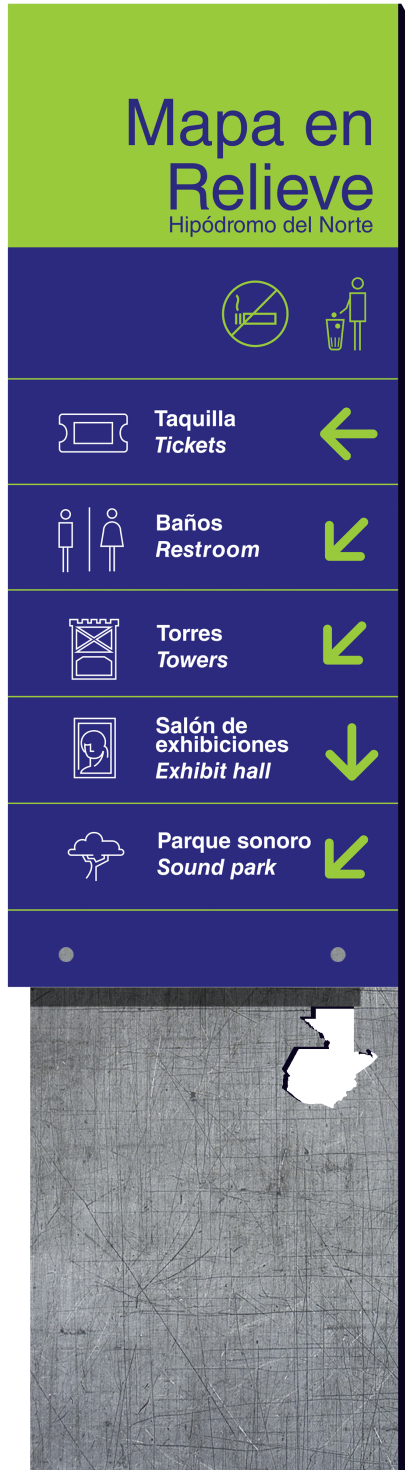 Mapa en
Relieve
Hipódromo del Norte
Taquilla
Tickets
Baños
Restroom
Torres
Towers
Salón de
exhibiciones
Exhibit hall
Parque sonoro
Sound park